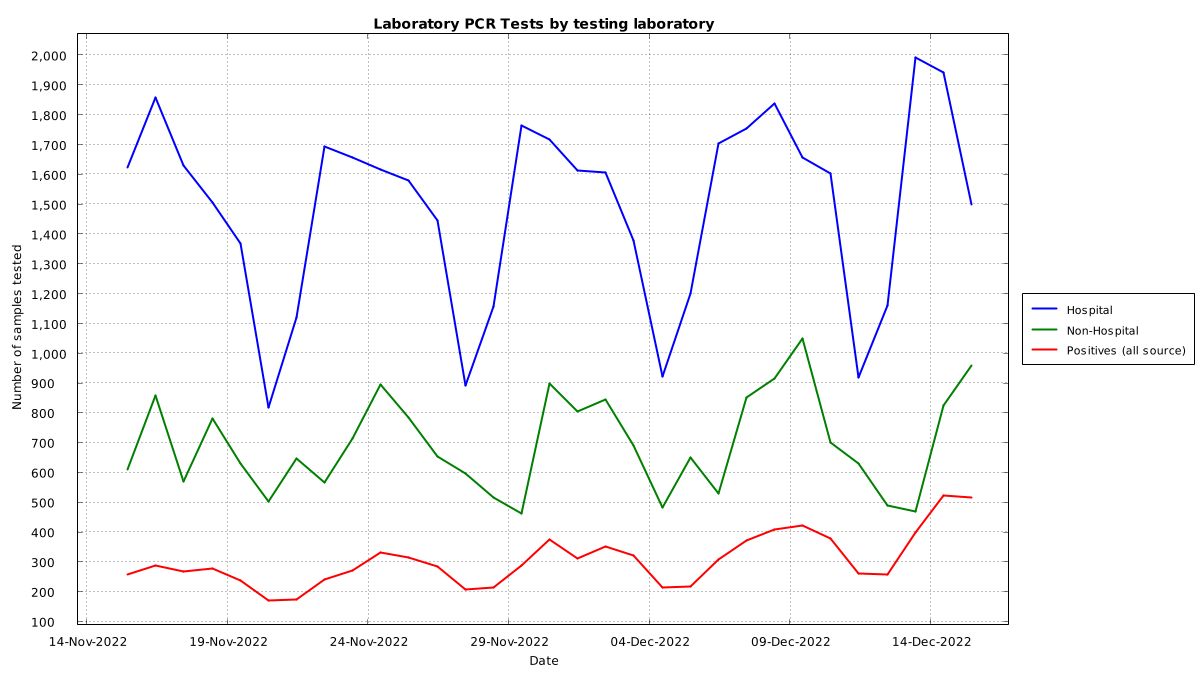 Laboratory PCR Tests by testing laboratory
Number of samples tested
2,000
1,900
1,800
1,700
1,600
1,500
1,400
1,300
1,200
1,100
1,000
900
800
700
600
500
400
300
200
100
14-Nov-2022 19-Nov-2022 24-Nov-2022 29-Nov-2022 04-Dec-2022 09-Dec-2022 14-Dec-2022
Date
Hospital
Non-Hospital
Positives (all source)